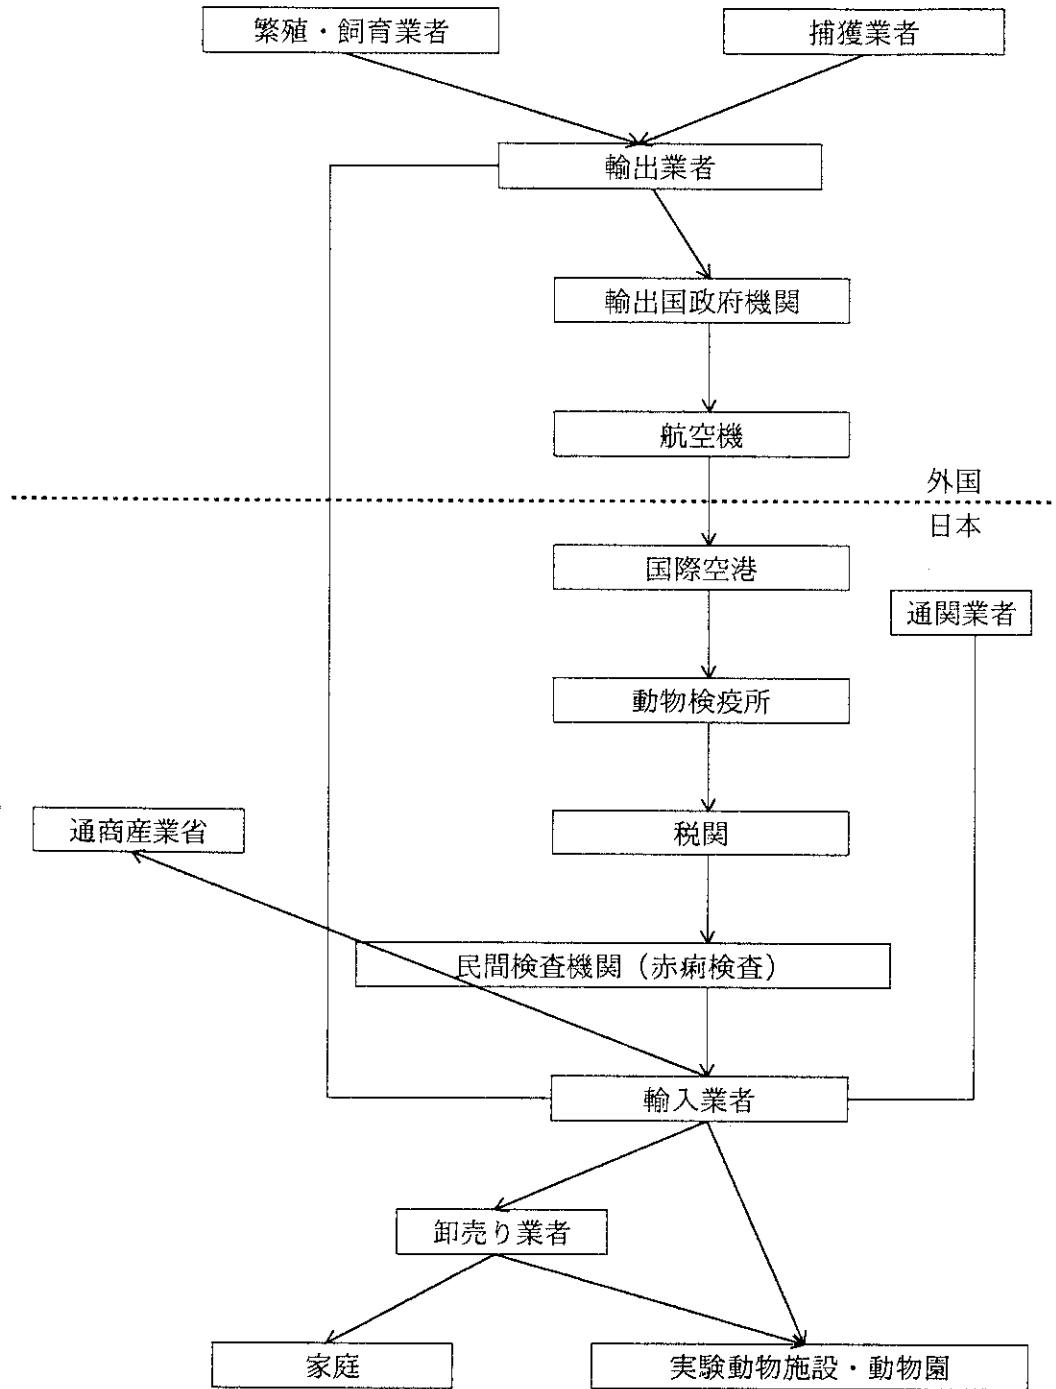 繁殖・飼育業者
捕獲業者
輸出業者
輸出国政府機関
航空機
外国
日本
国際空港
通関業者
動物検疫所
通商産業省
税関
民間検査機関（赤痢検査）
輸入業者
卸売り業者
家庭
実験動物施設・動物園